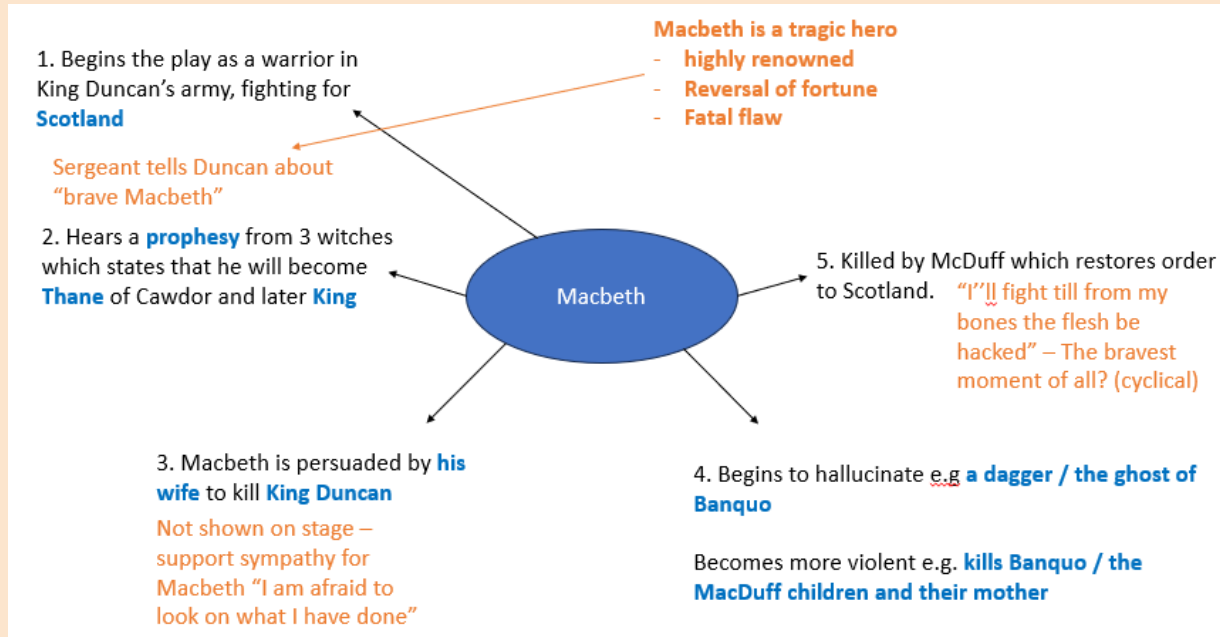 Macbeth is a tragic hero
- highly renowned
- Reversal of fortune
- Fatal flaw
1. Begins the play as a warrior in
King Duncan's army, fighting for
Scotland
Sergeant tells Duncan about
"brave Macbeth"
2. Hears a prophesy from 3 witches
which states that he will become
Thane of Cawdor and later King
Macbeth
5. Killed by McDuff which restores order
to Scotland.
"I''ll fight till from my
bones the flesh be
hacked" – The bravest
moment of all? (cyclical)
3. Macbeth is persuaded by his
wife to kill King Duncan
Not shown on stage –
support sympathy for
Macbeth "I am afraid to
look on what I have done"
4. Begins to hallucinate e.g a dagger / the ghost of
Banquo
Becomes more violent e.g. kills Banquo / the
MacDuff children and their mother